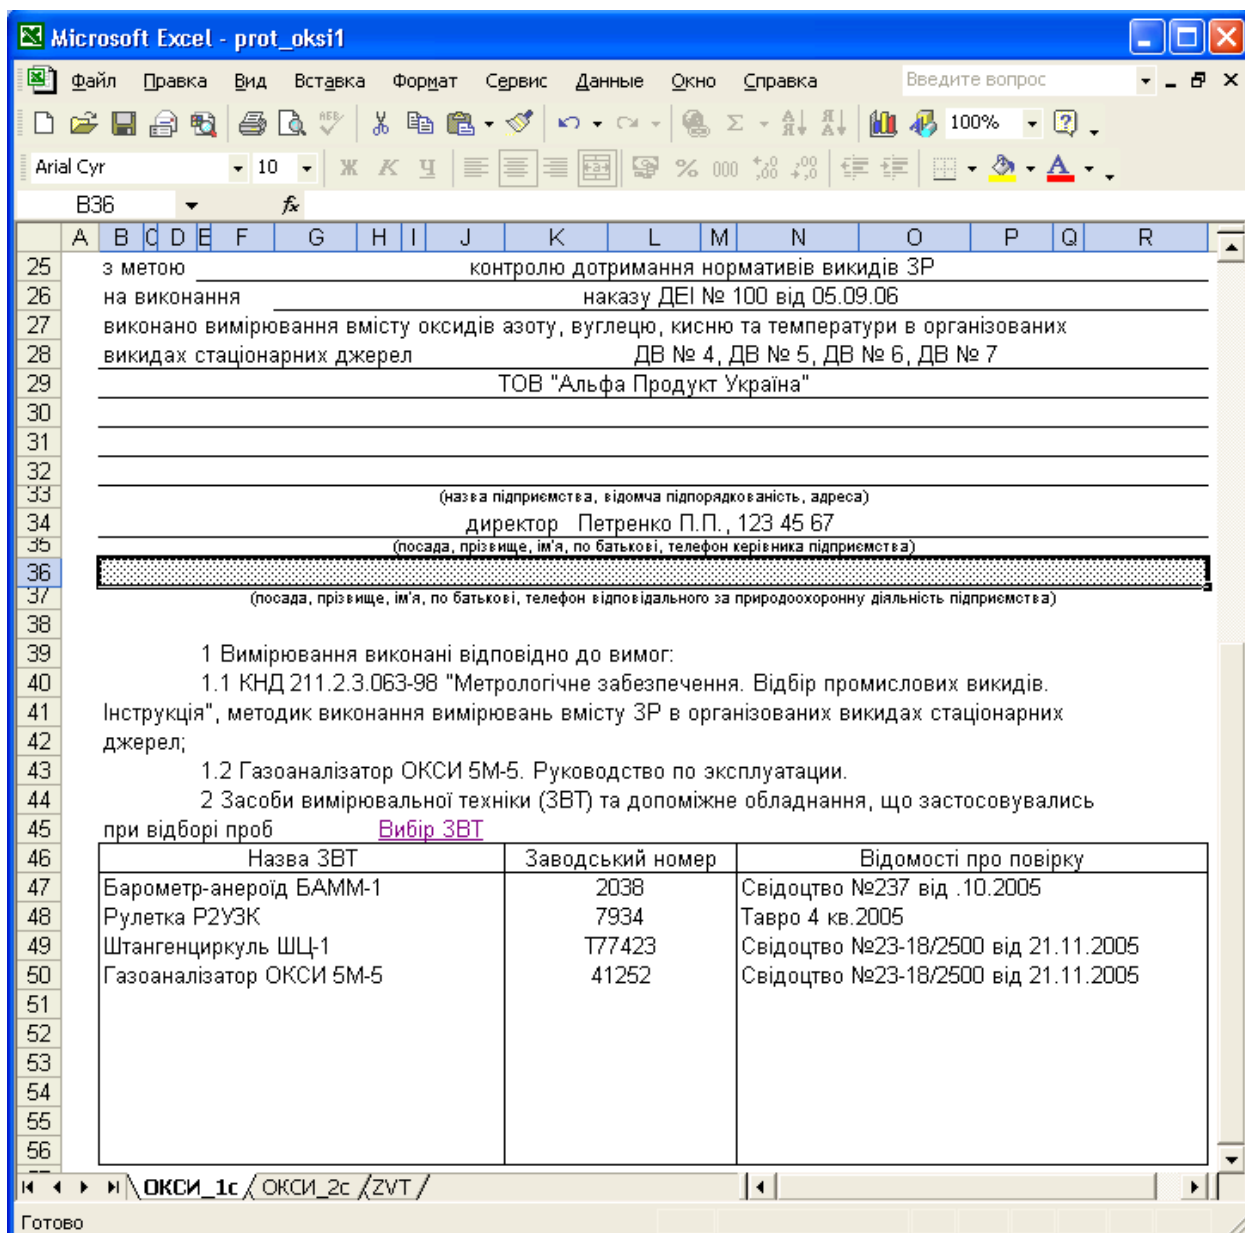 Microsoft Excel - prot_oksi1
Файл Правка Вид Вставка Формат Сервис Данные Окно Справка Введите вопрос
100%
Arial Cyr 10 Ж К Ч % 000
B36 fx
A B C D E F G H I J K L M N O P Q R
25 з метою контролю дотримання нормативів викидів ЗР
26 на виконання наказу ДЕІ № 100 від 05.09.06
27 виконано вимірювання вмісту оксидів азоту, вуглецю, кисню та температури в організованих
28 викидах стаціонарних джерел ДВ № 4, ДВ № 5, ДВ № 6, ДВ № 7
29 ТОВ "Альфа Продукт Україна"
30
31
32
33 (назва підприємства, відомча підпорядкованість, адреса)
34 директор Петренко П.П., 123 45 67
35 (посада, прізвище, ім'я, по батькові, телефон керівника підприємства)
36
37 (посада, прізвище, ім'я, по батькові, телефон відповідального за природоохоронну діяльність підприємства)
38
39 1 Вимірювання виконані відповідно до вимог:
40 1.1 КНД 211.2.3.063-98 "Метрологічне забезпечення. Відбір промислових викидів.
41 Інструкція", методик виконання вимірювань вмісту ЗР в організованих викидах стаціонарних
42 джерел;
43 1.2 Газоаналізатор ОКСИ 5М-5. Руководство по эксплуатации.
44 2 Засоби вимірювальної техніки (ЗВТ) та допоміжне обладнання, що застосовувались
45 при відборі проб Вибір ЗВТ
46 Назва ЗВТ Заводський номер Відомості про повірку
47 Барометр-анероїд БАММ-1 2038 Свідоцтво №237 від .10.2005
48 Рулетка Р2УЗК 7934 Тавро 4 кв.2005
49 Штангенциркуль ШЦ-1 Т77423 Свідоцтво №23-18/2500 від 21.11.2005
50 Газоаналізатор ОКСИ 5М-5 41252 Свідоцтво №23-18/2500 від 21.11.2005
51
52
53
54
55
56
ОКСИ_1с ОКСИ_2с ZVT
Готово